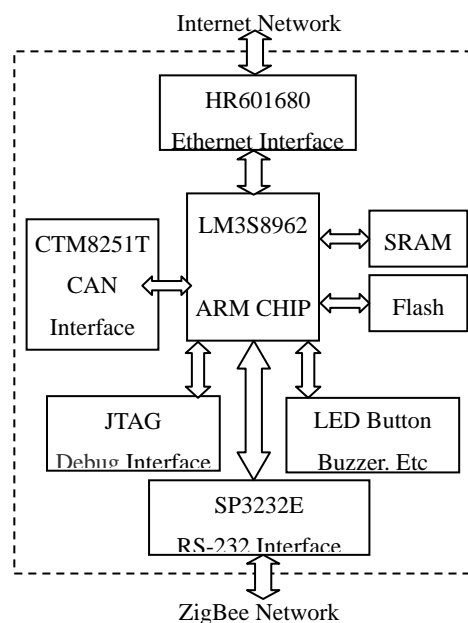 Internet Network
HR601680
Ethernet Interface
LM3S8962
ARM CHIP
CTM8251T
CAN
Interface
SRAM
Flash
JTAG
Debug Interface
LED Button
Buzzer. Etc
SP3232E
RS-232 Interface
ZigBee Network